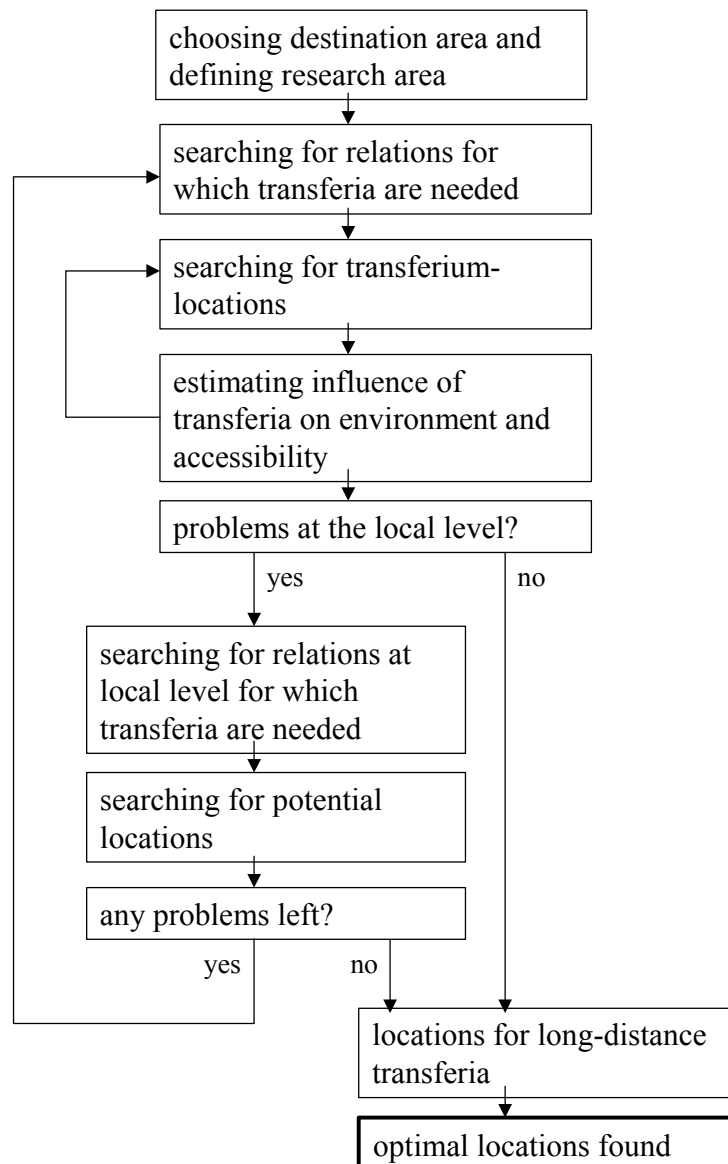 choosing destination area and
defining research area
searching for relations for
which transferia are needed
searching for transferium-
locations
estimating influence of
transferia on environment and
accessibility
problems at the local level?
yes
no
searching for relations at
local level for which
transferia are needed
searching for potential
locations
any problems left?
yes
no
locations for long-distance
transferia
optimal locations found